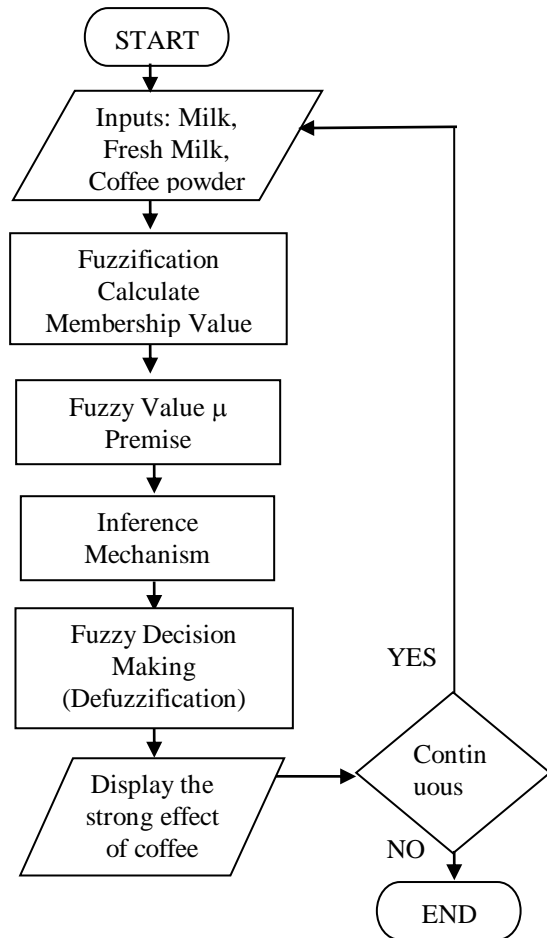 START
Inputs: Milk,
Fresh Milk,
Coffee powder
Fuzzification
Calculate
Membership Value
Fuzzy Value μ
Premise
Inference
Mechanism
Fuzzy Decision
Making
(Defuzzification)
Display the
strong effect
of coffee
YES
Contin
uous
NO
END